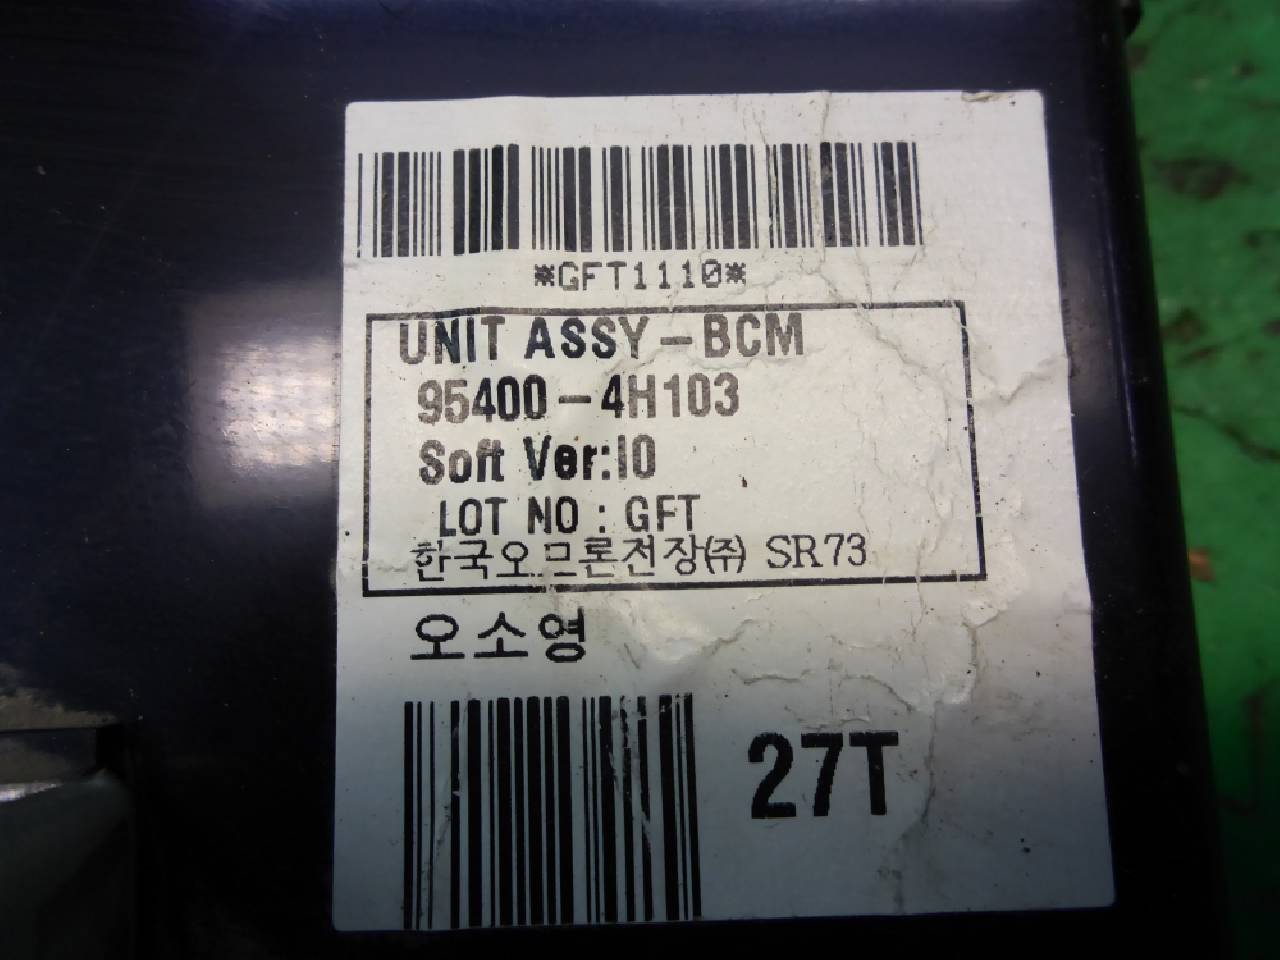 *GFT1110*
UNIT ASSY-BCM
95400-4H103
Soft Ver:I0
LOT NO : GFT
한국오므론전장㈜ SR73
오소영
27T